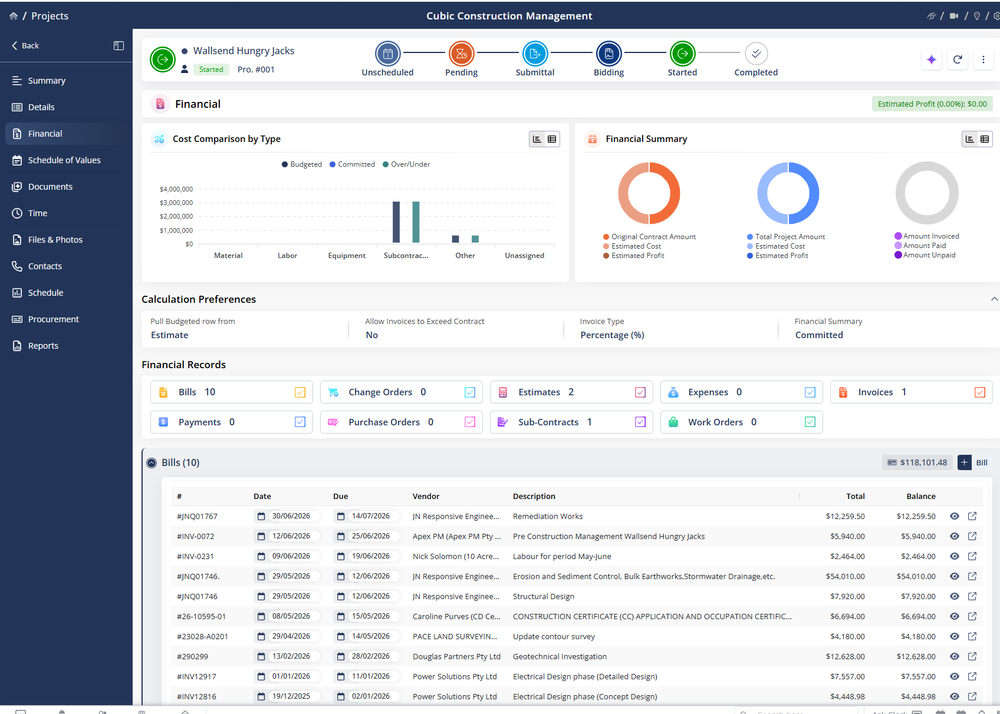 / Projects
Cubic Construction Management
/ / /
Back
Summary
Details
Financial
Schedule of Values
Documents
Time
Files & Photos
Contacts
Schedule
Procurement
Reports
Wallsend Hungry Jacks
Started Pro. #001
Unscheduled Pending Submittal Bidding Started Completed
Financial
Estimated Profit (0.00%): $0.00
Cost Comparison by Type
Budgeted Committed Over/Under
$4,000,000
$3,000,000
$2,000,000
$1,000,000
$0
Material Labor Equipment Subcontrac... Other Unassigned
Financial Summary
Original Contract Amount
Estimated Cost
Estimated Profit
Total Project Amount
Estimated Cost
Estimated Profit
Amount Invoiced
Amount Paid
Amount Unpaid
Calculation Preferences
Pull Budgeted row from
Estimate
Allow Invoices to Exceed Contract
No
Invoice Type
Percentage (%)
Financial Summary
Committed
Financial Records
Bills 10 Change Orders 0 Estimates 2 Expenses 0 Invoices 1
Payments 0 Purchase Orders 0 Sub-Contracts 1 Work Orders 0
Bills (10) $118,101.48 + Bill
# Date Due Vendor Description Total Balance
#JNQ01767 30/06/2026 14/07/2026 JN Responsive Enginee... Remediation Works $12,259.50 $12,259.50
#INV-0072 12/06/2026 25/06/2026 Apex PM (Apex PM Pty ... Pre Construction Management Wallsend Hungry Jacks $5,940.00 $5,940.00
#INV-0231 09/06/2026 19/06/2026 Nick Solomon (10 Acre... Labour for period May-June $2,464.00 $2,464.00
#JNQ01746. 29/05/2026 12/06/2026 JN Responsive Enginee... Erosion and Sediment Control, Bulk Earthworks,Stormwater Drainage,etc. $54,010.00 $54,010.00
#JNQ01746 29/05/2026 12/06/2026 JN Responsive Enginee... Structural Design $7,920.00 $7,920.00
#26-10595-01 08/05/2026 15/05/2026 Caroline Purves (CD Ce... CONSTRUCTION CERTIFICATE (CC) APPLICATION AND OCCUPATION CERTIFIC... $6,694.00 $6,694.00
#23028-A0201 29/04/2026 14/05/2026 PACE LAND SURVEYIN... Update contour survey $4,180.00 $4,180.00
#290299 13/02/2026 28/02/2026 Douglas Partners Pty Ltd Geotechnical Investigation $12,628.00 $12,628.00
#INV12917 01/01/2026 11/01/2026 Power Solutions Pty Ltd Electrical Design phase (Detailed Design) $7,557.00 $7,557.00
#INV12816 19/12/2025 02/01/2026 Power Solutions Pty Ltd Electrical Design phase (Concept Design) $4,448.98 $4,448.98